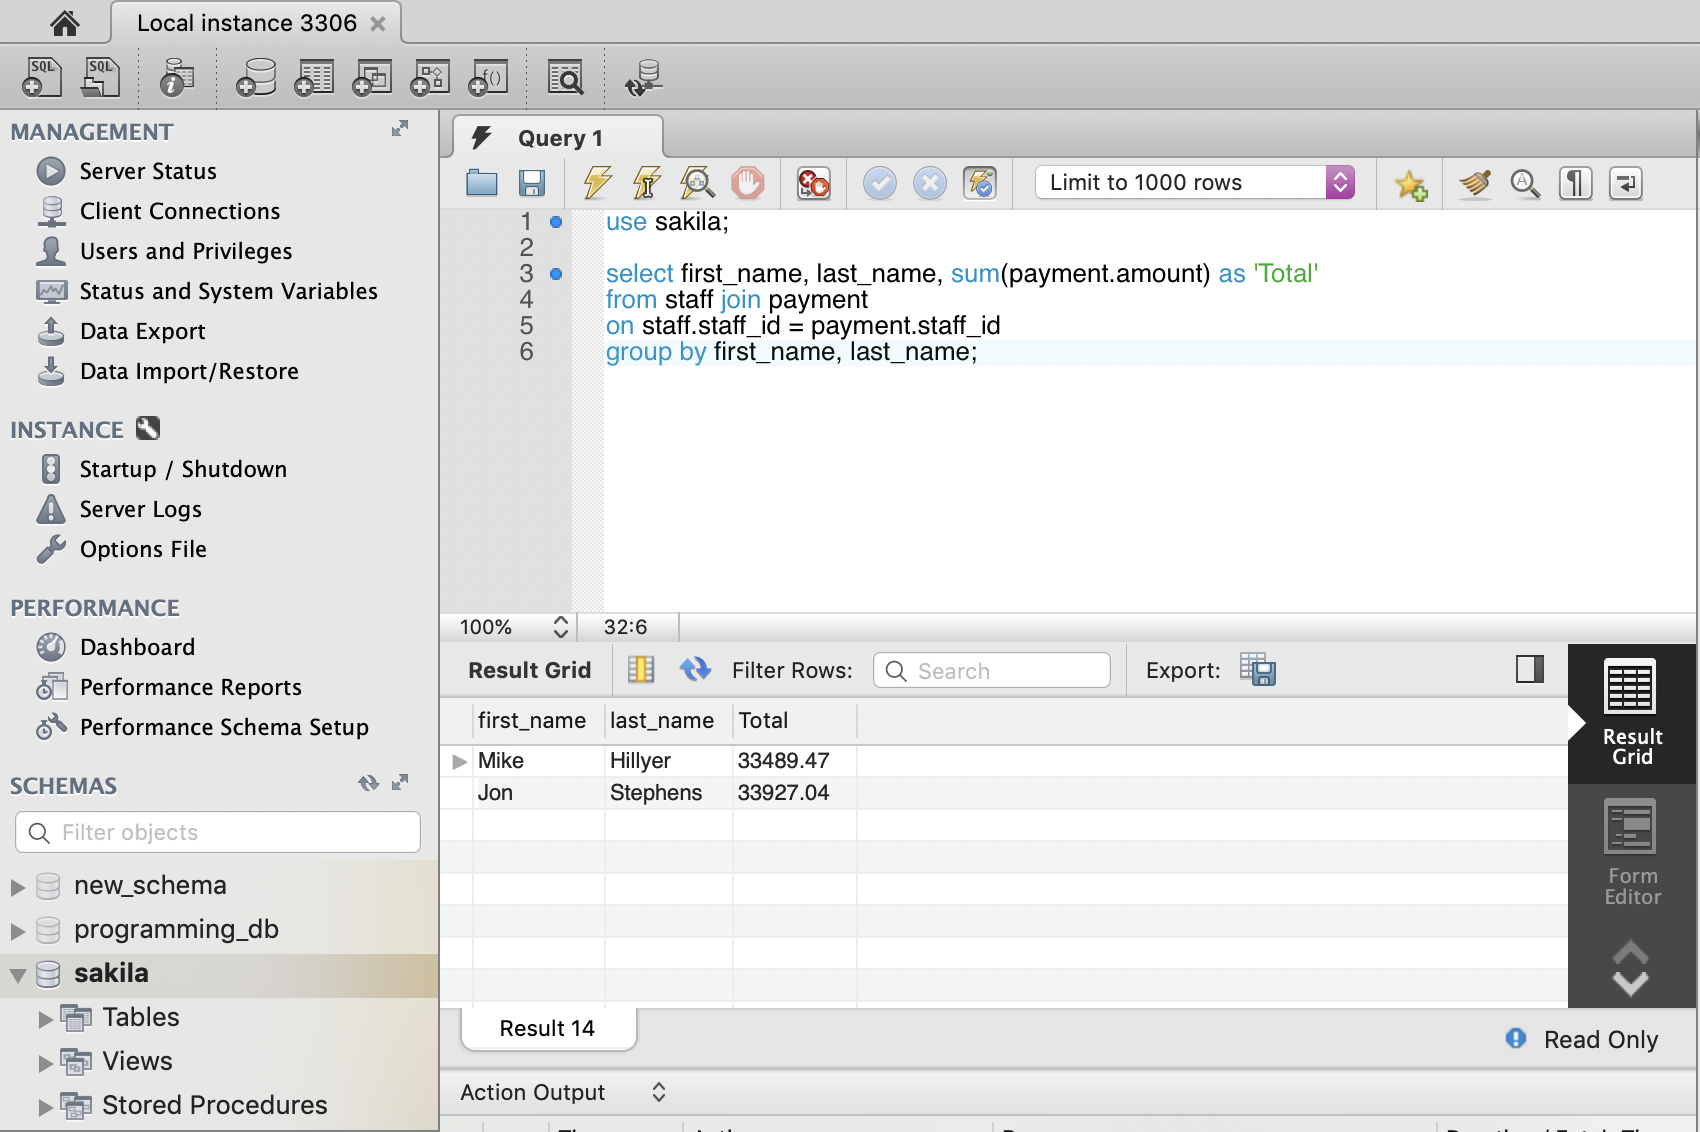 Local instance 3306
SQL
SQL
f()
MANAGEMENT
Server Status
Client Connections
Users and Privileges
Status and System Variables
Data Export
Data Import/Restore
INSTANCE
Startup / Shutdown
Server Logs
Options File
PERFORMANCE
Dashboard
Performance Reports
Performance Schema Setup
SCHEMAS
Filter objects
new_schema
programming_db
sakila
Tables
Views
Stored Procedures
Query 1
Limit to 1000 rows
1 use sakila;
2
3 select first_name, last_name, sum(payment.amount) as 'Total'
4 from staff join payment
5 on staff.staff_id = payment.staff_id
6 group by first_name, last_name;
100% 32:6
Result Grid Filter Rows: Search Export:
first_name last_name Total
Mike Hillyer 33489.47
Jon Stephens 33927.04
Result
Grid
Form
Editor
Result 14
Read Only
Action Output